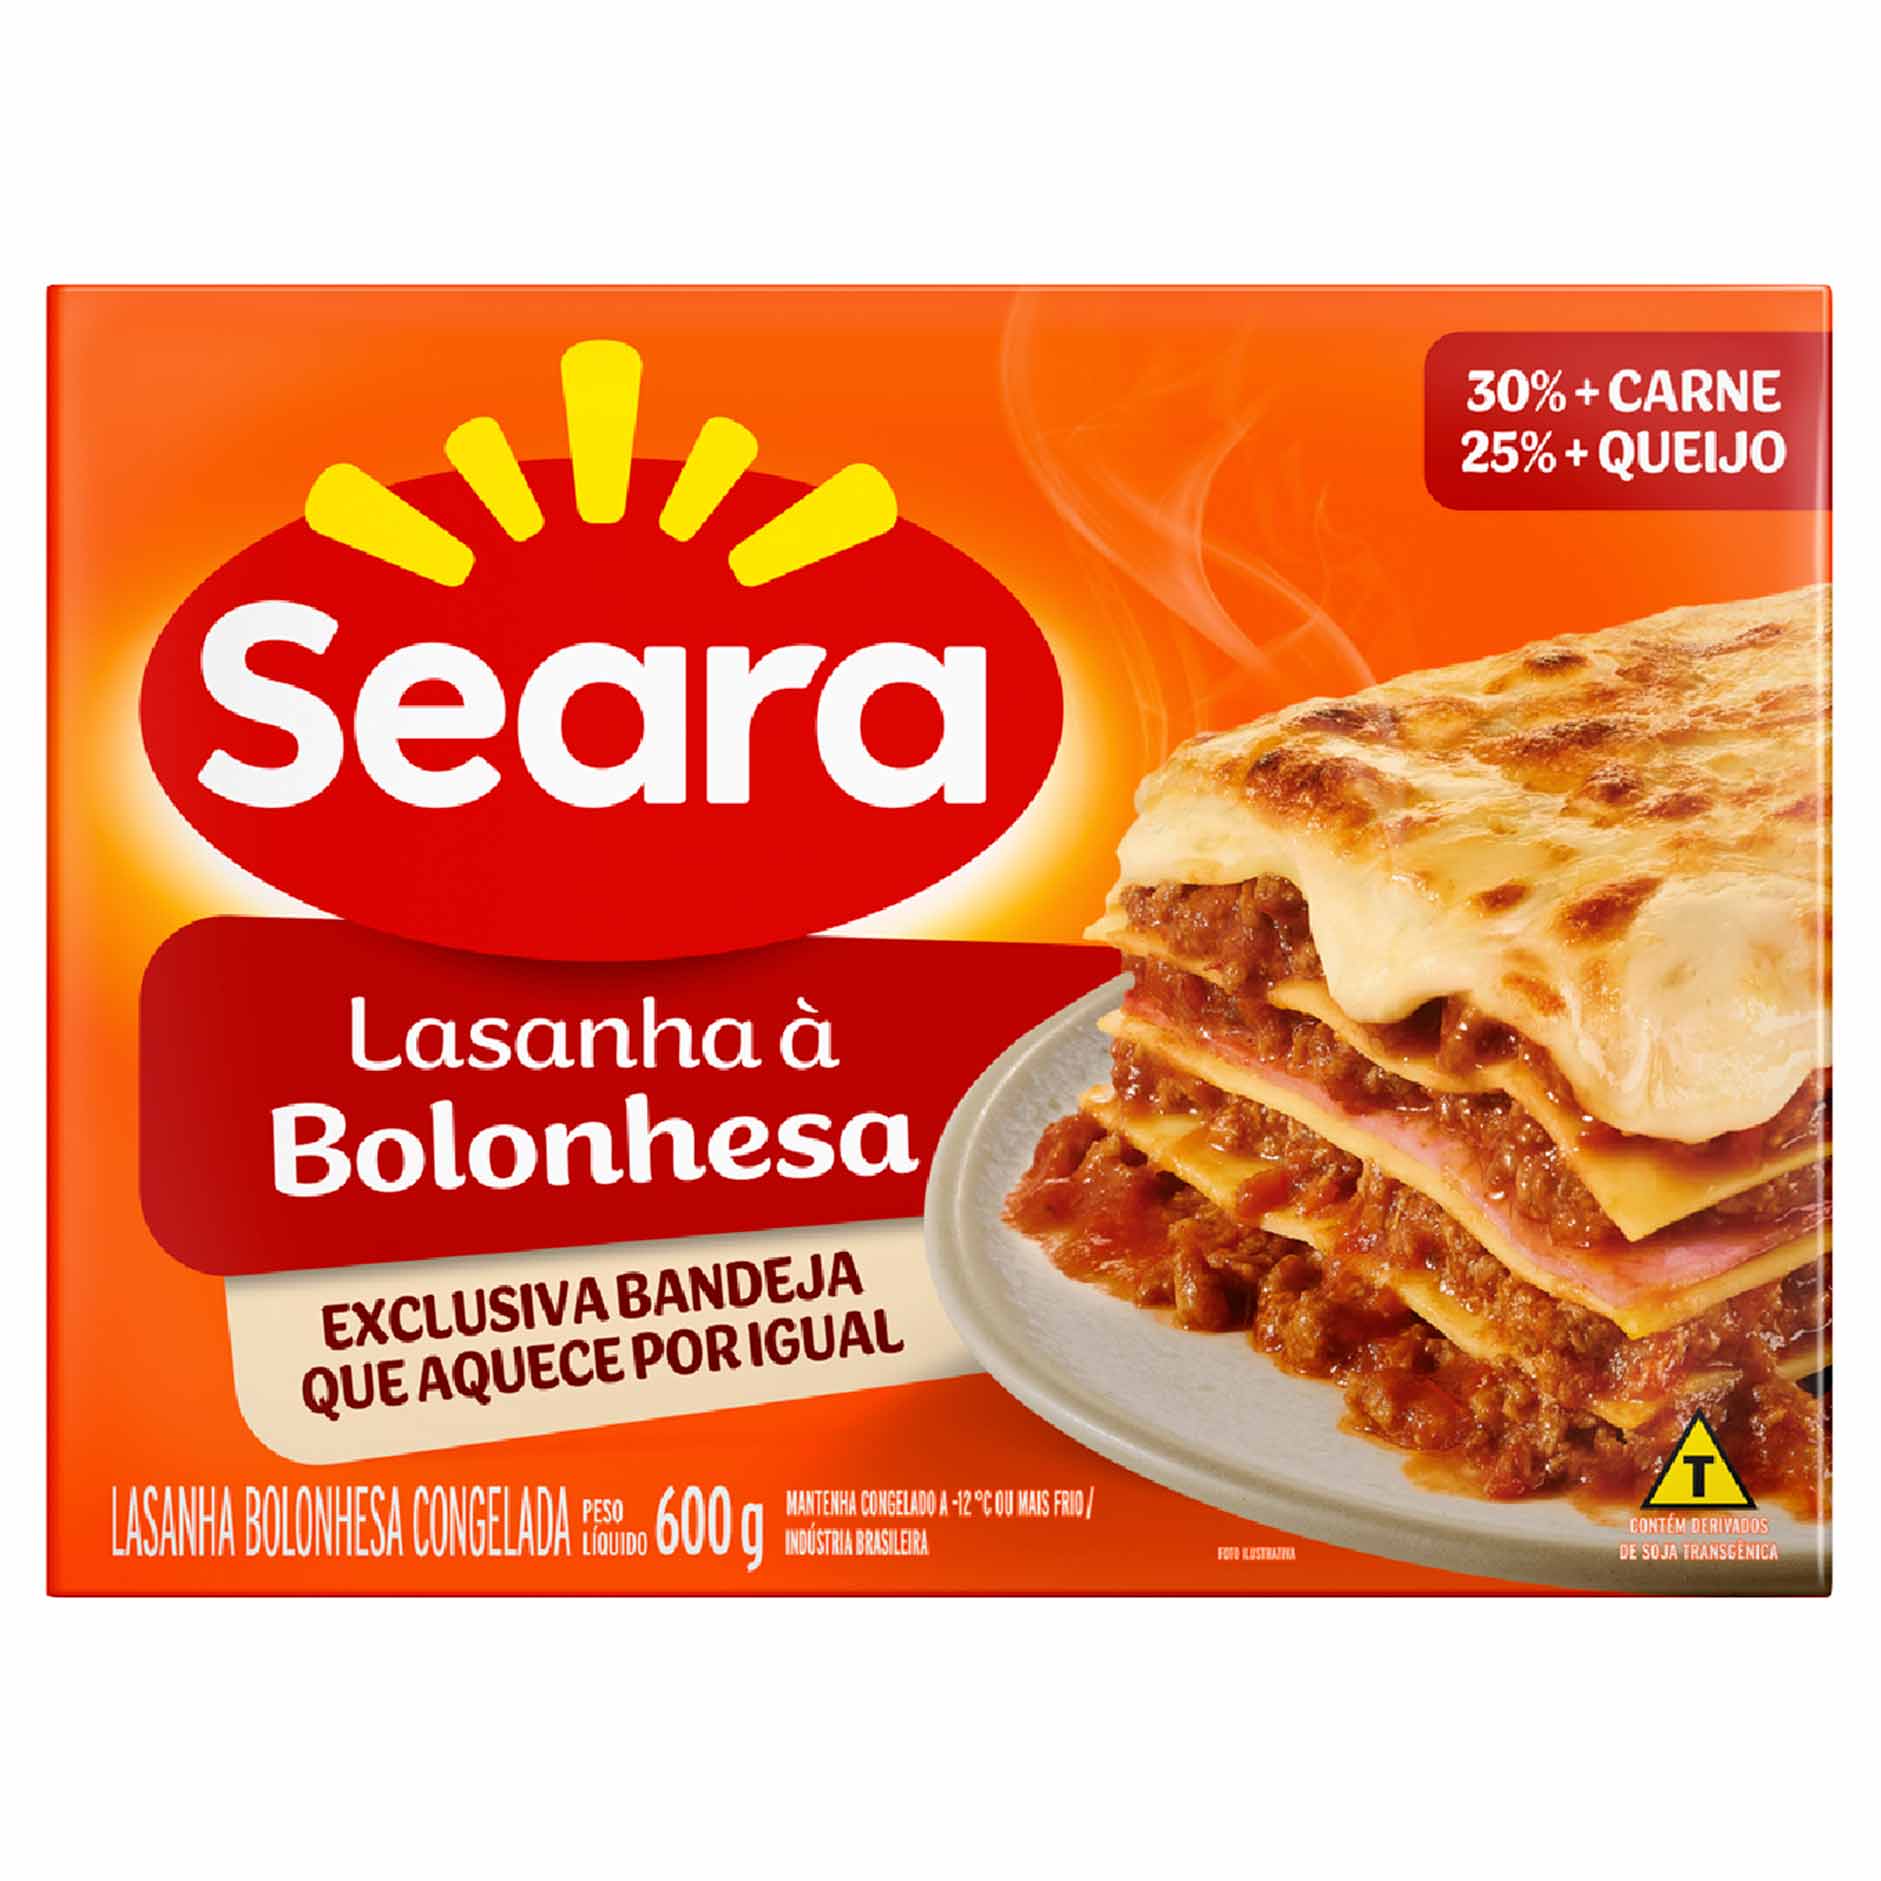 30% + CARNE
25% + QUEIJO
Seara
Lasanha à
Bolonhesa
EXCLUSIVA BANDEJA
QUE AQUECE POR IGUAL
LASANHA BOLONHESA CONGELADA PESO LÍQUIDO 600 g
MANTENHA CONGELADO A -12 °C OU MAIS FRIO /
INDÚSTRIA BRASILEIRA
FOTO ILUSTRATIVA
T
CONTÉM DERIVADOS
DE SOJA TRANSGÊNICA